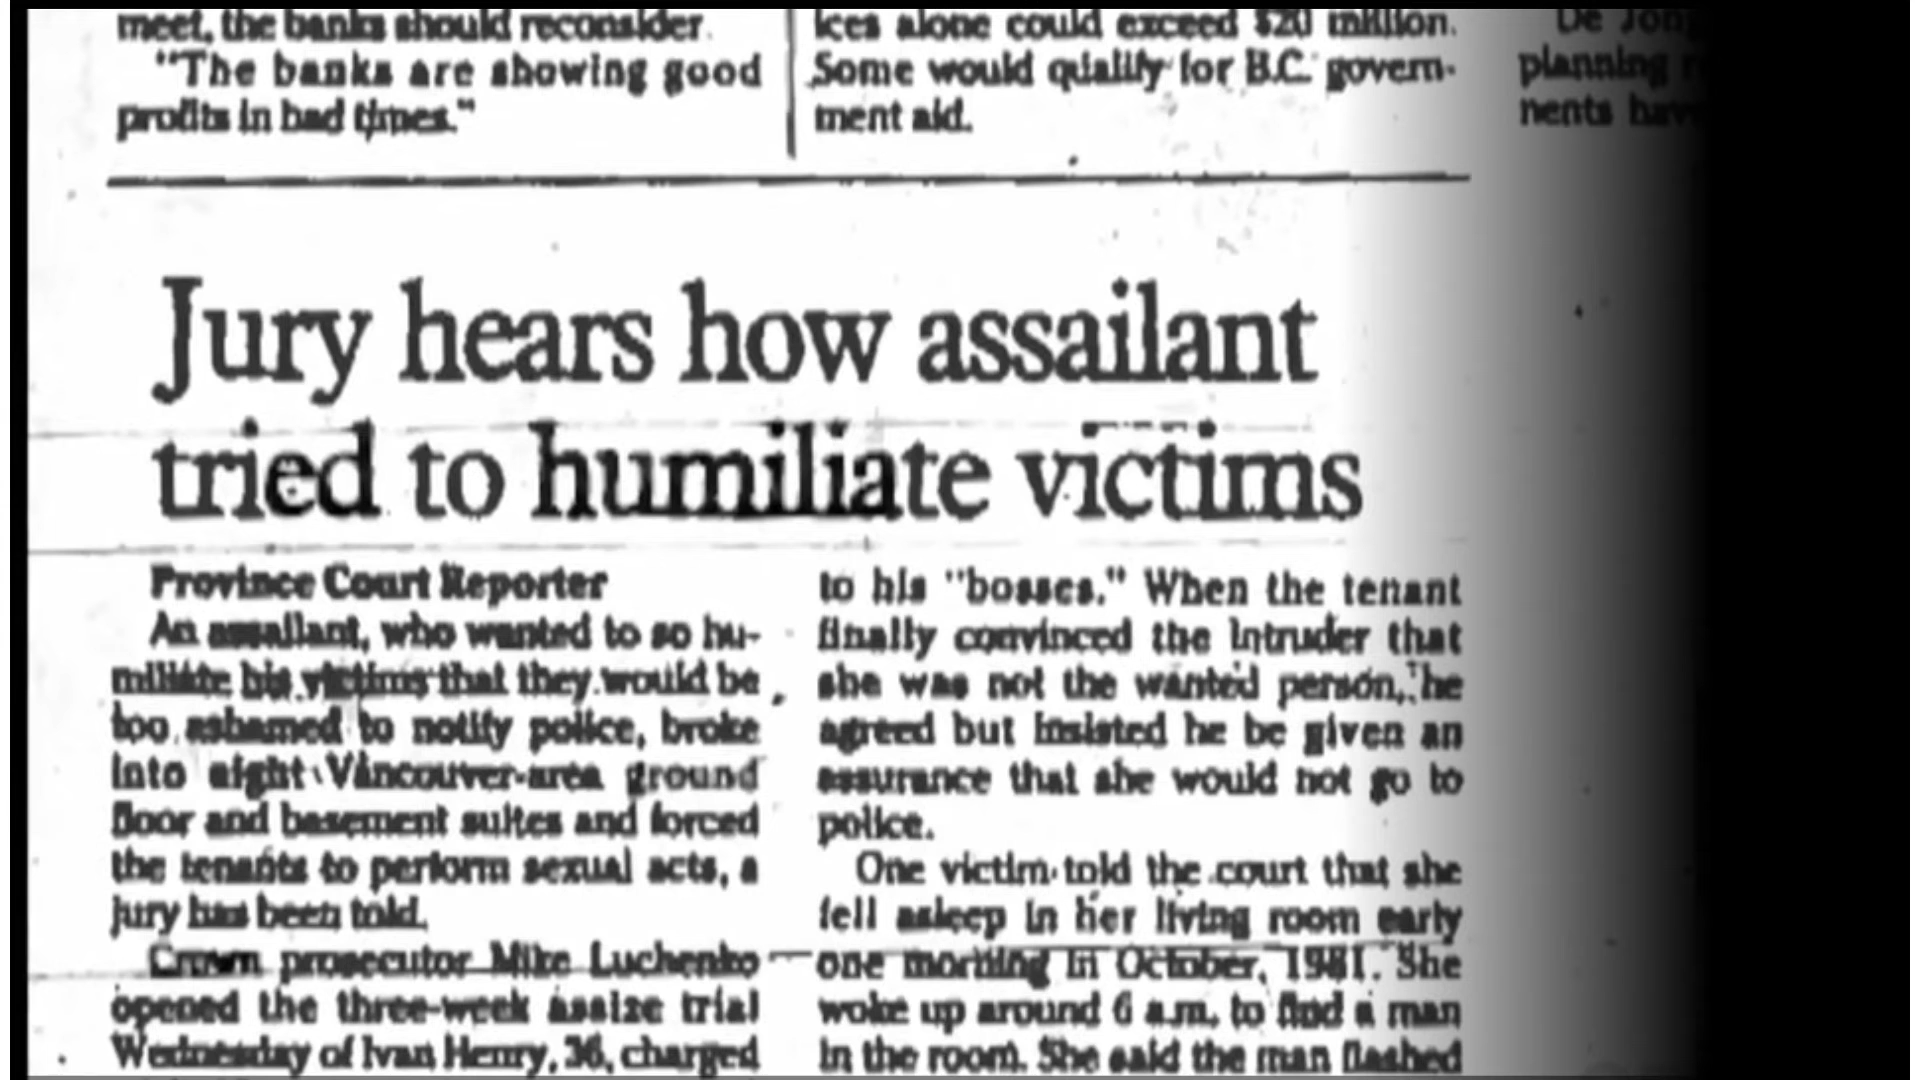 meet, the banks should reconsider.
"The banks are showing good
profits in bad times."
ices alone could exceed $20 million.
Some would qualify for B.C. govern-
ment aid.
De Jong
planning
nents have
Jury hears how assailant
tried to humiliate victims
Province Court Reporter
An assailant, who wanted to so hu-
miliate his victims that they would be
too ashamed to notify police, broke
into eight Vancouver-area ground
floor and basement suites and forced
the tenants to perform sexual acts, a
jury has been told.
Crown prosecutor Mike Luchenko
opened the three-week assize trial
Wednesday of Ivan Henry, 36, charged
to his "bosses." When the tenant
finally convinced the intruder that
she was not the wanted person, he
agreed but insisted he be given an
assurance that she would not go to
police.
One victim told the court that she
fell asleep in her living room early
one morning in October, 1981. She
woke up around 6 a.m. to find a man
in the room. She said the man flashed